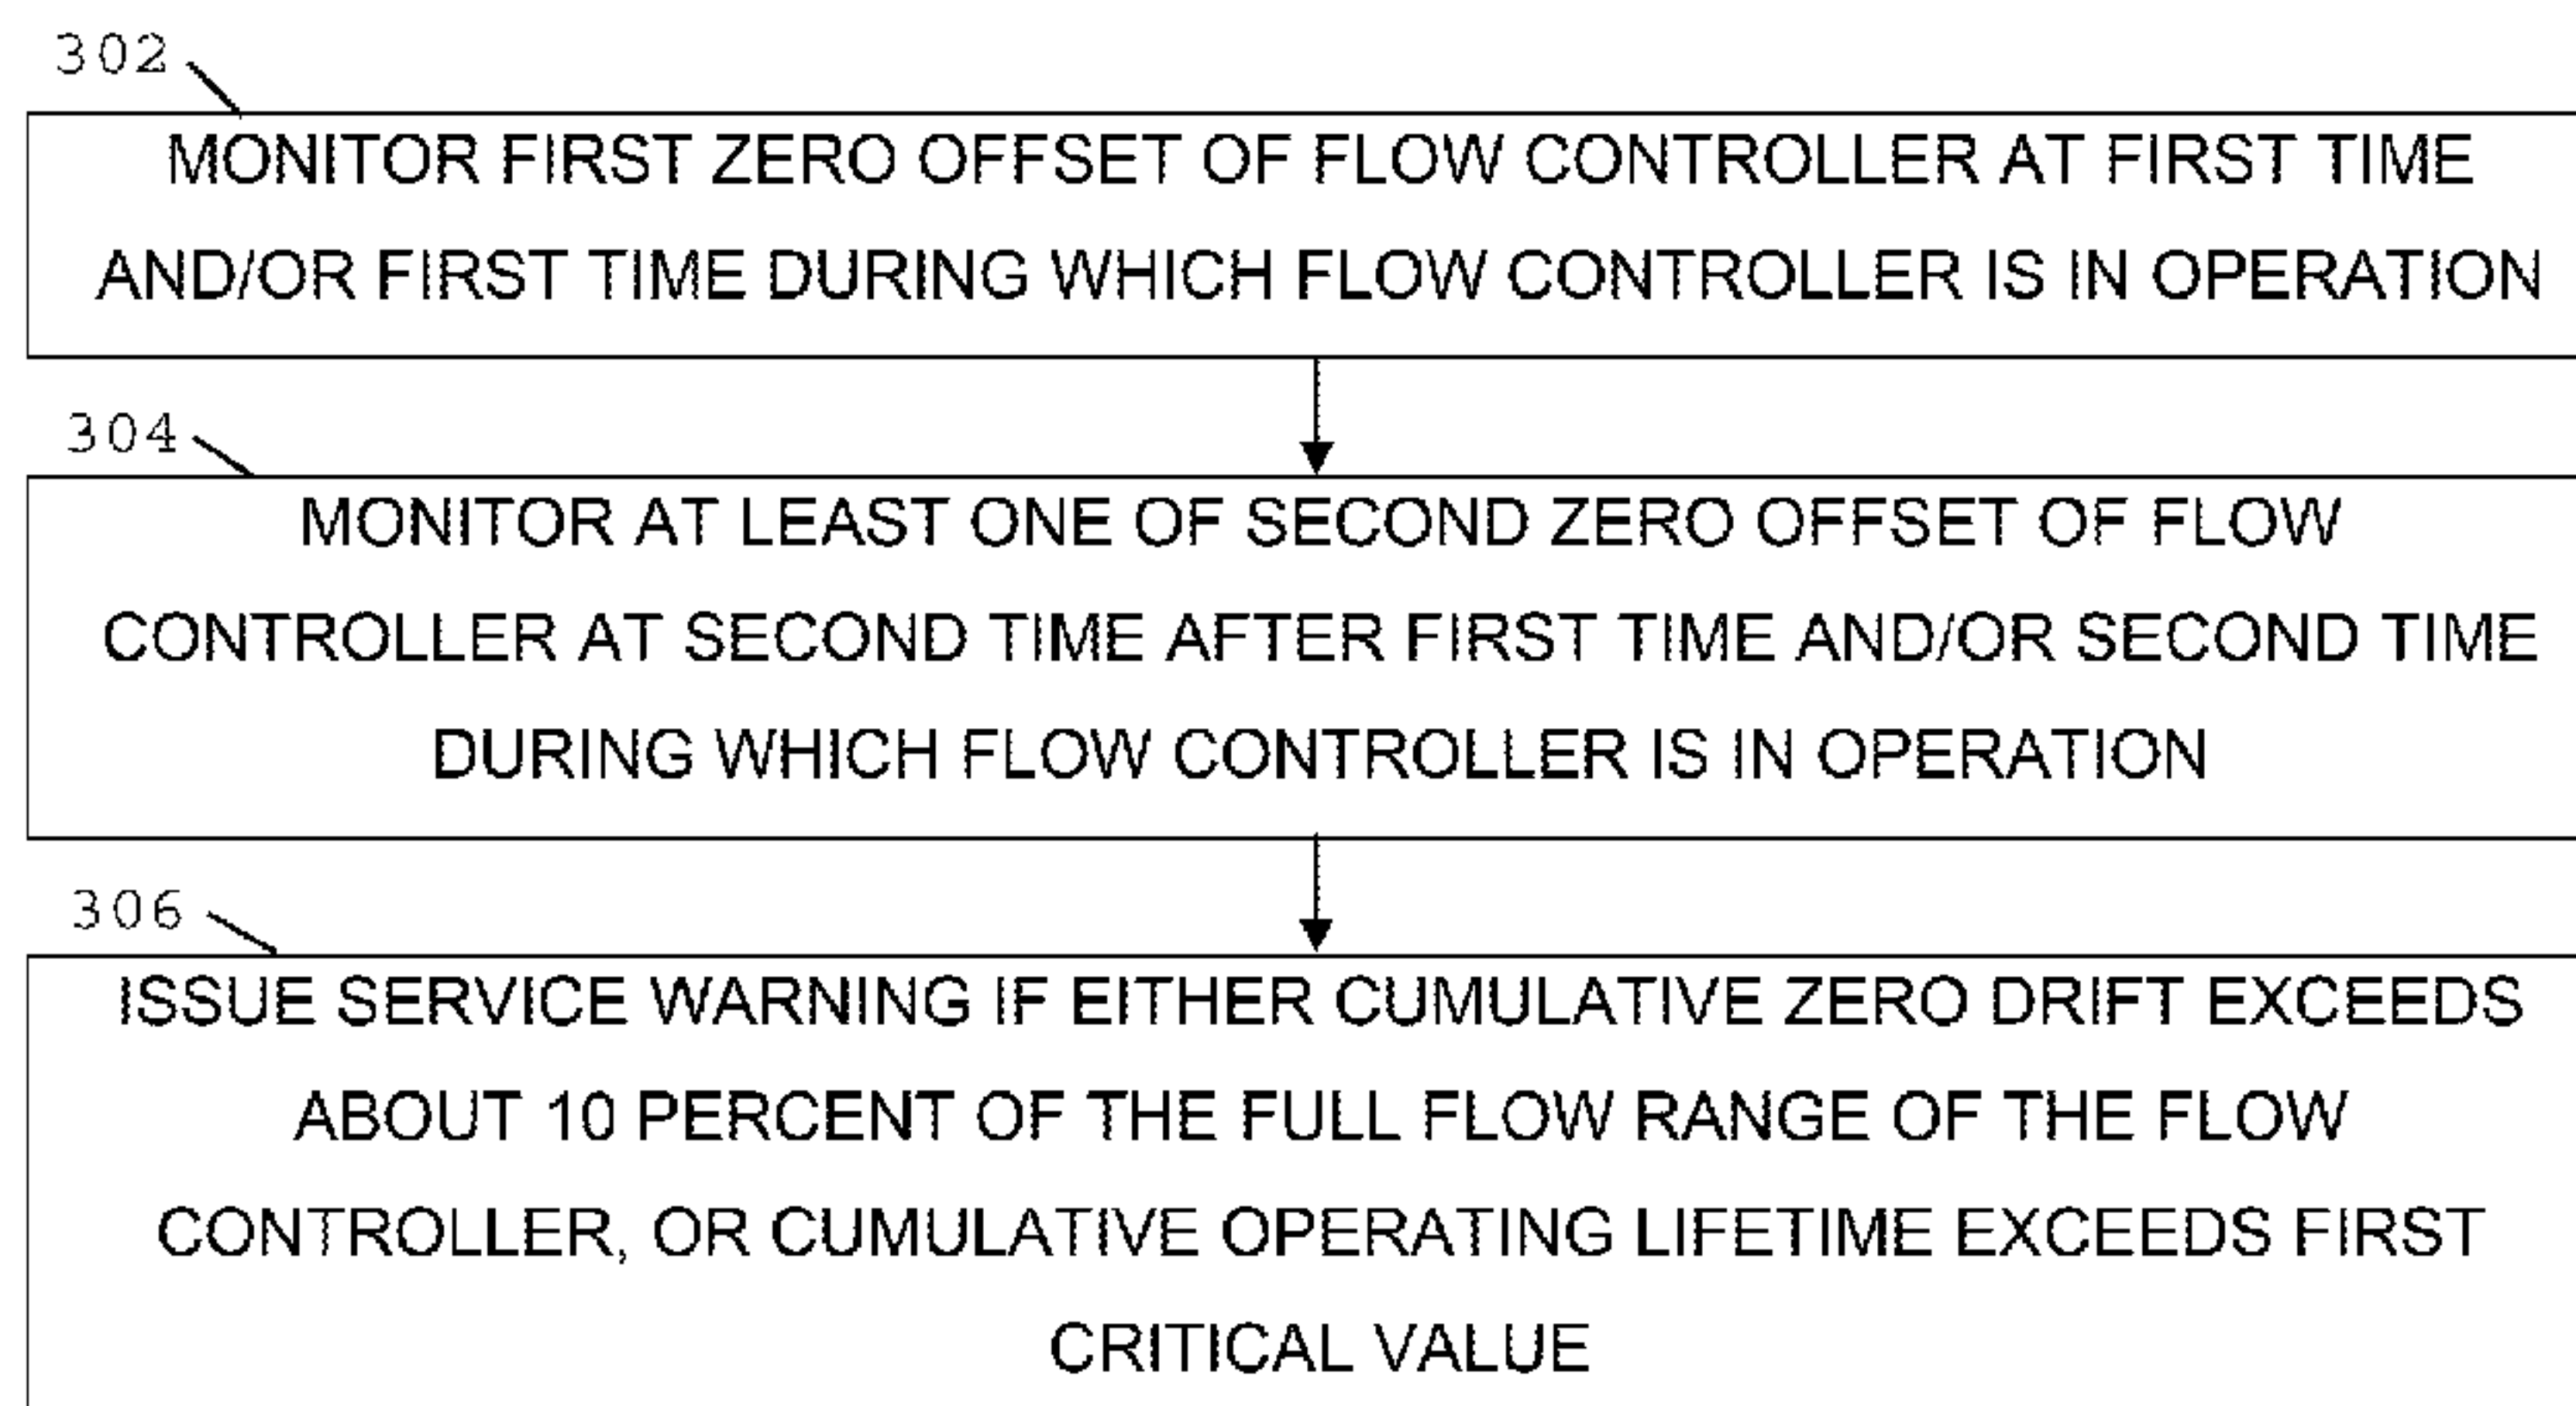 302
MONITOR FIRST ZERO OFFSET OF FLOW CONTROLLER AT FIRST TIME
AND/OR FIRST TIME DURING WHICH FLOW CONTROLLER IS IN OPERATION
304
MONITOR AT LEAST ONE OF SECOND ZERO OFFSET OF FLOW
CONTROLLER AT SECOND TIME AFTER FIRST TIME AND/OR SECOND TIME
DURING WHICH FLOW CONTROLLER IS IN OPERATION
306
ISSUE SERVICE WARNING IF EITHER CUMULATIVE ZERO DRIFT EXCEEDS
ABOUT 10 PERCENT OF THE FULL FLOW RANGE OF THE FLOW
CONTROLLER, OR CUMULATIVE OPERATING LIFETIME EXCEEDS FIRST
CRITICAL VALUE